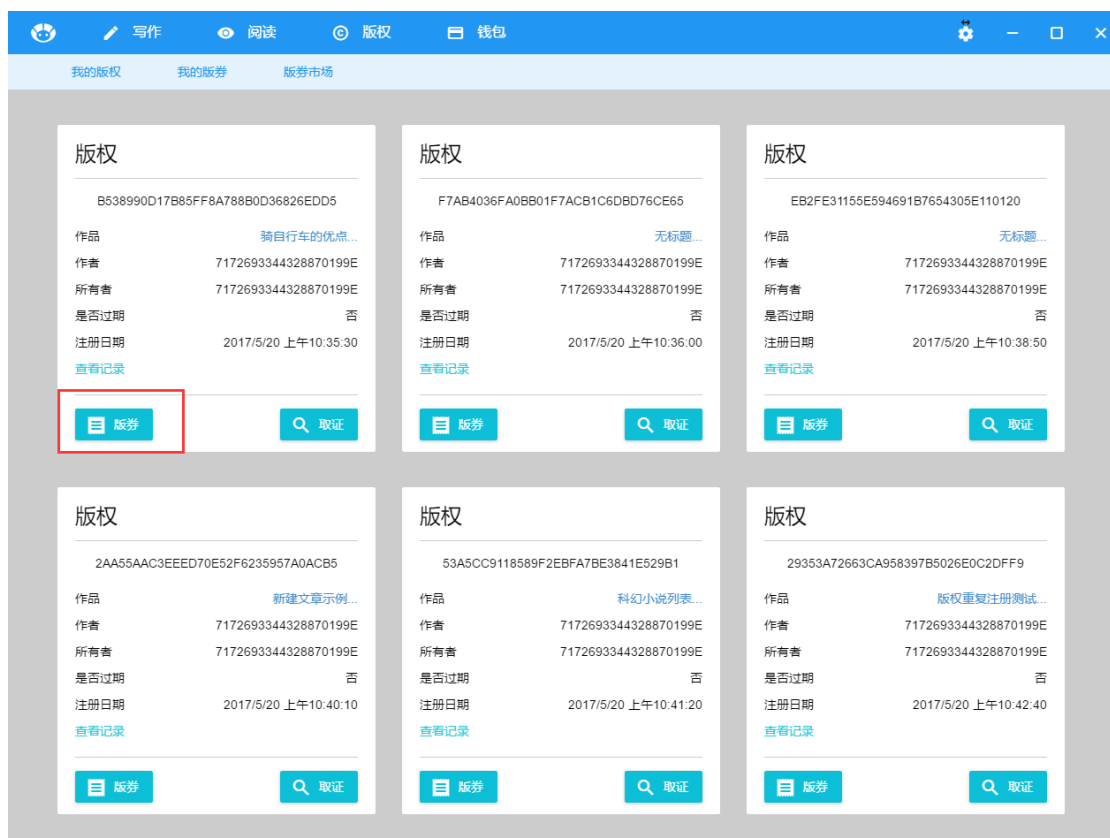 写作 阅读 版权 钱包
我的版权 我的版券 版券市场
版权
B538990D17B85FF8A788B0D36826EDD5
作品 骑自行车的优点...
作者 7172693344328870199E
所有者 7172693344328870199E
是否过期 否
注册日期 2017/5/20 上午10:35:30
查看记录
版券 取证
版权
F7AB4036FA0BB01F7ACB1C6DBD76CE65
作品 无标题...
作者 7172693344328870199E
所有者 7172693344328870199E
是否过期 否
注册日期 2017/5/20 上午10:36:00
查看记录
版券 取证
版权
EB2FE31155E594691B7654305E110120
作品 无标题...
作者 7172693344328870199E
所有者 7172693344328870199E
是否过期 否
注册日期 2017/5/20 上午10:38:50
查看记录
版券 取证
版权
2AA55AAC3EEED70E52F6235957A0ACB5
作品 新建文章示例...
作者 7172693344328870199E
所有者 7172693344328870199E
是否过期 否
注册日期 2017/5/20 上午10:40:10
查看记录
版券 取证
版权
53A5CC9118589F2EBFA7BE3841E529B1
作品 科幻小说列表...
作者 7172693344328870199E
所有者 7172693344328870199E
是否过期 否
注册日期 2017/5/20 上午10:41:20
查看记录
版券 取证
版权
29353A72663CA958397B5026E0C2DFF9
作品 版权重复注册测试...
作者 7172693344328870199E
所有者 7172693344328870199E
是否过期 否
注册日期 2017/5/20 上午10:42:40
查看记录
版券 取证